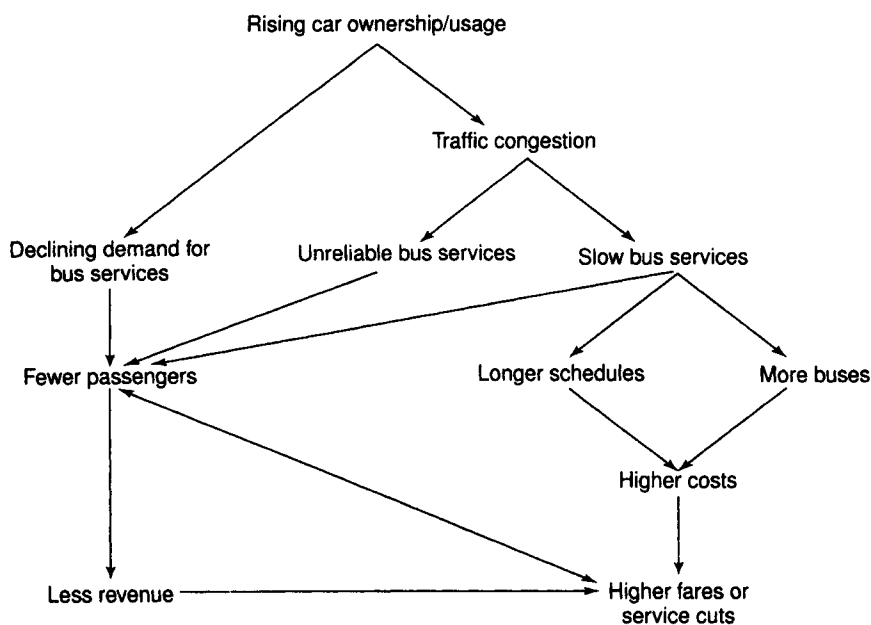 Rising car ownership/usage
Traffic congestion
Declining demand for
bus services
Unreliable bus services
Slow bus services
Fewer passengers
Longer schedules
More buses
Higher costs
Less revenue
Higher fares or
service cuts